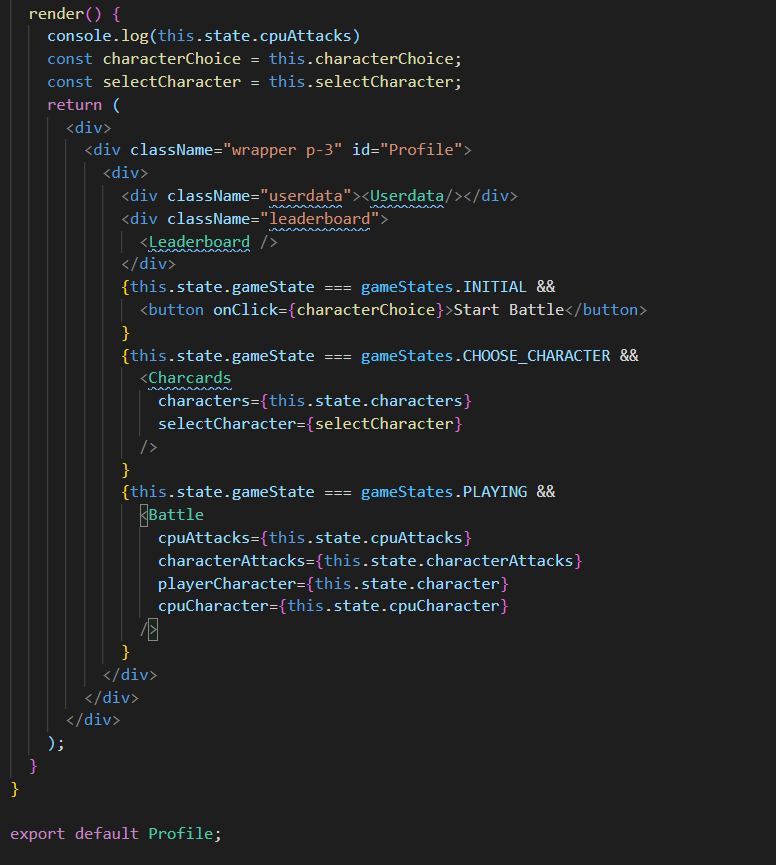 render() {
console.log(this.state.cpuAttacks)
const characterChoice = this.characterChoice;
const selectCharacter = this.selectCharacter;
return (
<div>
<div className="wrapper p-3" id="Profile">
<div>
<div className="userdata"><Userdata/></div>
<div className="leaderboard">
<Leaderboard />
</div>
{this.state.gameState === gameStates.INITIAL &&
<button onClick={characterChoice}>Start Battle</button>
}
{this.state.gameState === gameStates.CHOOSE_CHARACTER &&
<Charcards
characters={this.state.characters}
selectCharacter={selectCharacter}
/>
}
{this.state.gameState === gameStates.PLAYING &&
<Battle
cpuAttacks={this.state.cpuAttacks}
characterAttacks={this.state.characterAttacks}
playerCharacter={this.state.character}
cpuCharacter={this.state.cpuCharacter}
/>
}
</div>
</div>
</div>
);
}
}
export default Profile;